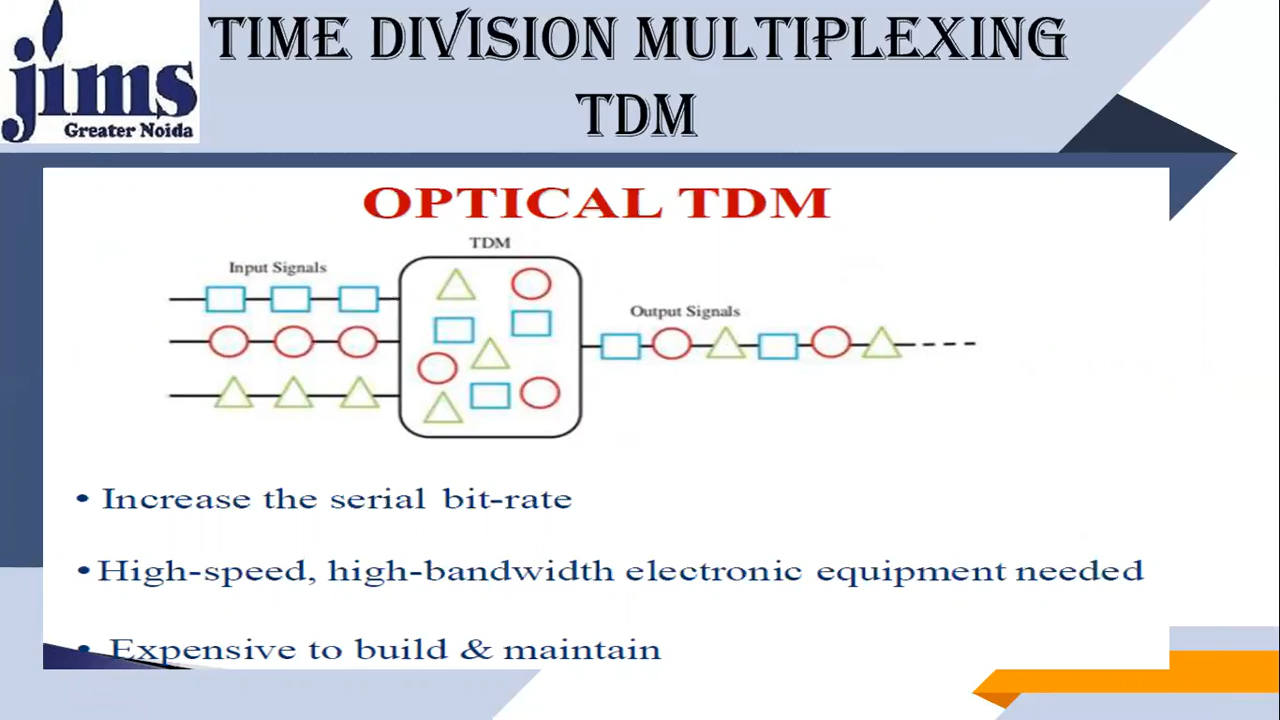 TIME DIVISION MULTIPLEXING
TDM
jims
Greater Noida
OPTICAL TDM
TDM
Input Signals
Output Signals
• Increase the serial bit-rate
• High-speed, high-bandwidth electronic equipment needed
• Expensive to build & maintain